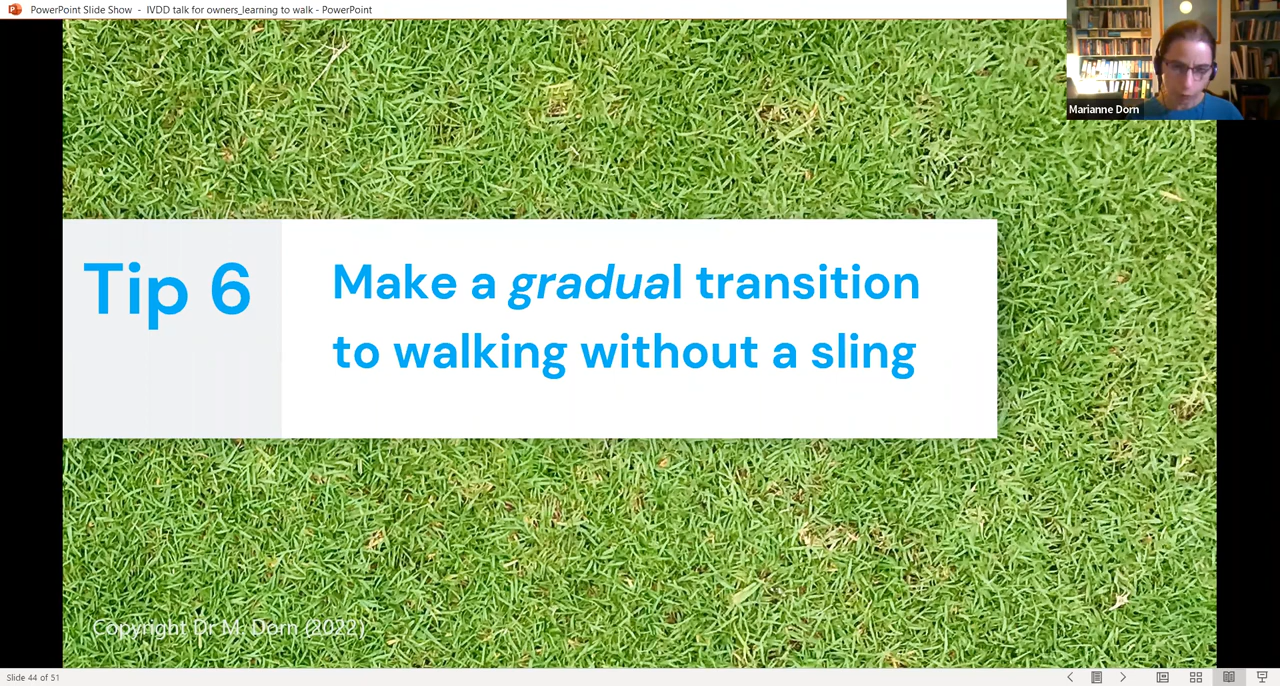 PowerPoint Slide Show - IVDD talk for owners_learning to walk - PowerPoint
Marianne Dorn
Tip 6
Make a gradual transition
to walking without a sling
Copyright Dr M. Dorn (2022)
Slide 44 of 51